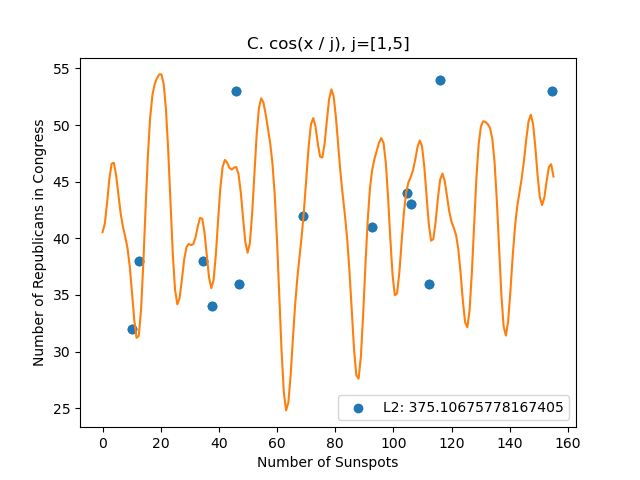 C. cos(x / j), j=[1,5]
55
50
45
40
35
30
25
Number of Republicans in Congress
L2: 375.10675778167405
0 20 40 60 80 100 120 140 160
Number of Sunspots